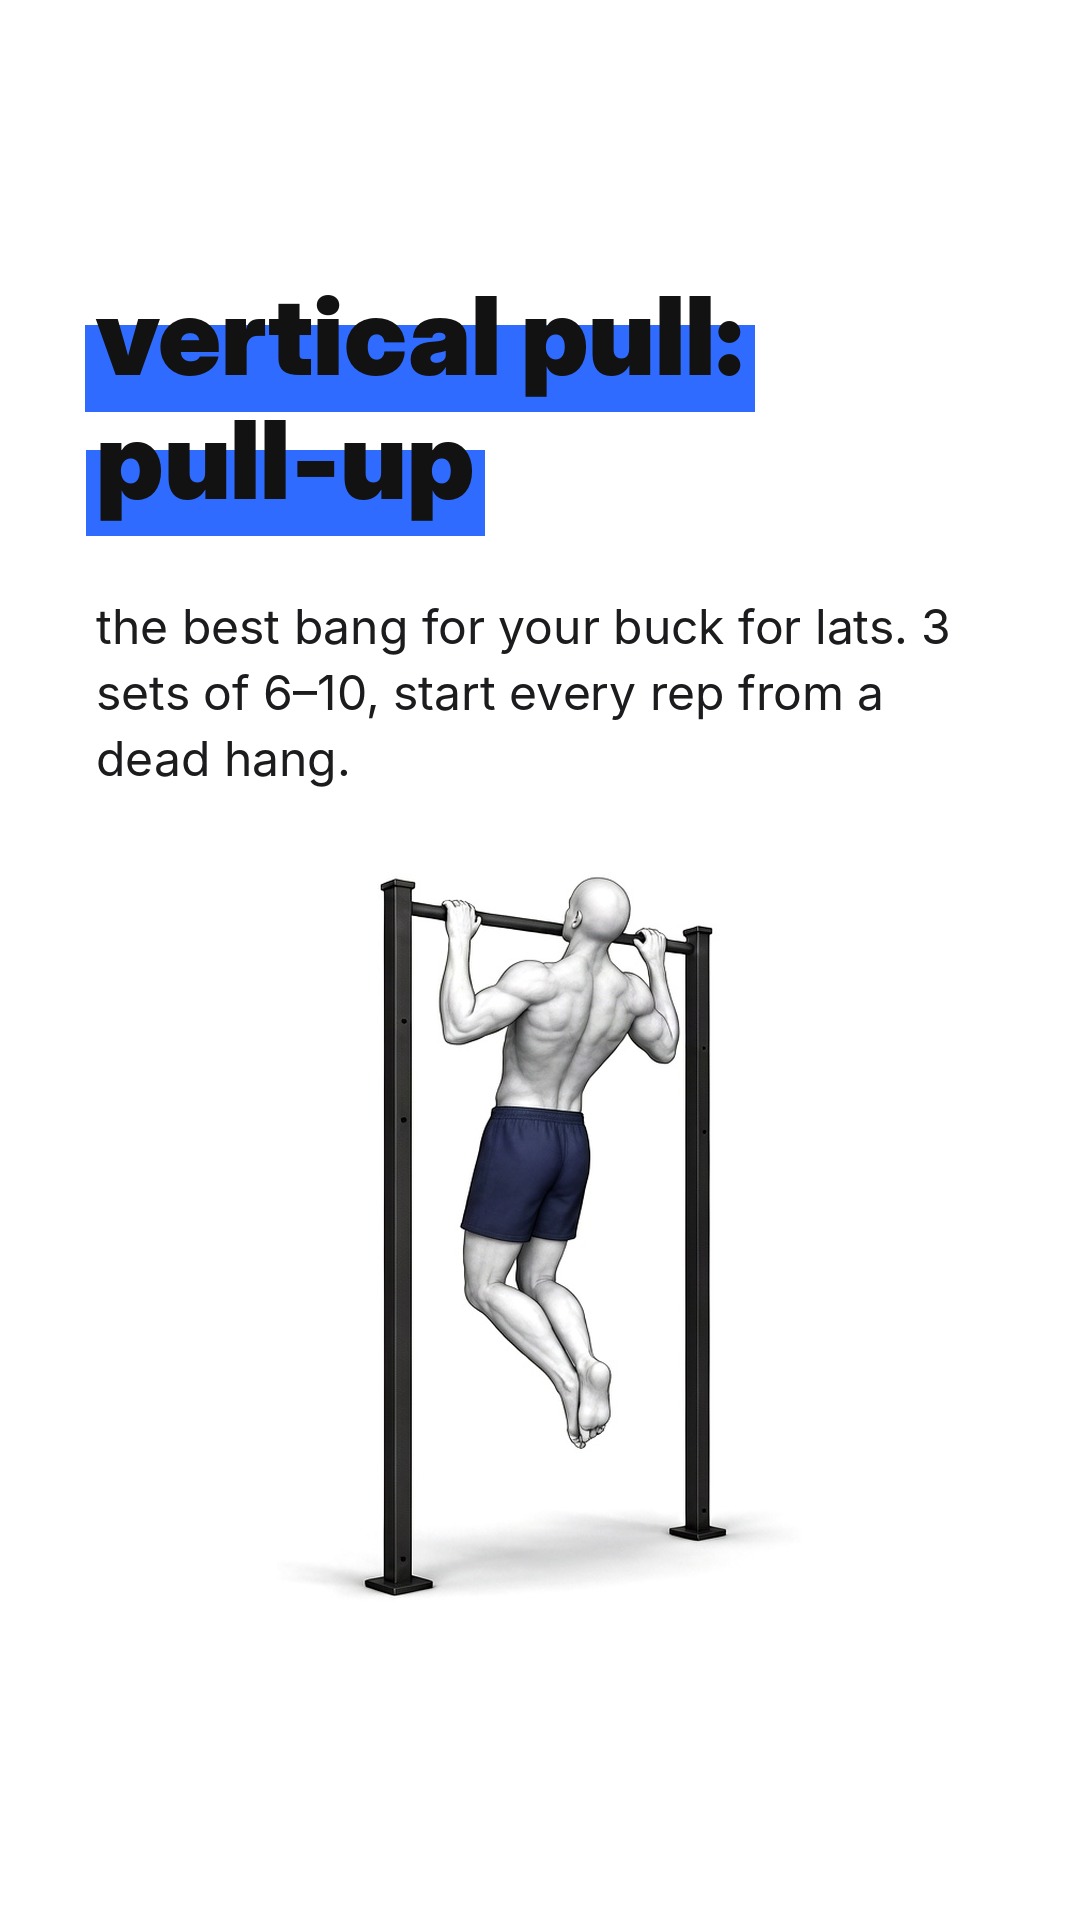 vertical pull:
pull-up
the best bang for your buck for lats. 3
sets of 6–10, start every rep from a
dead hang.